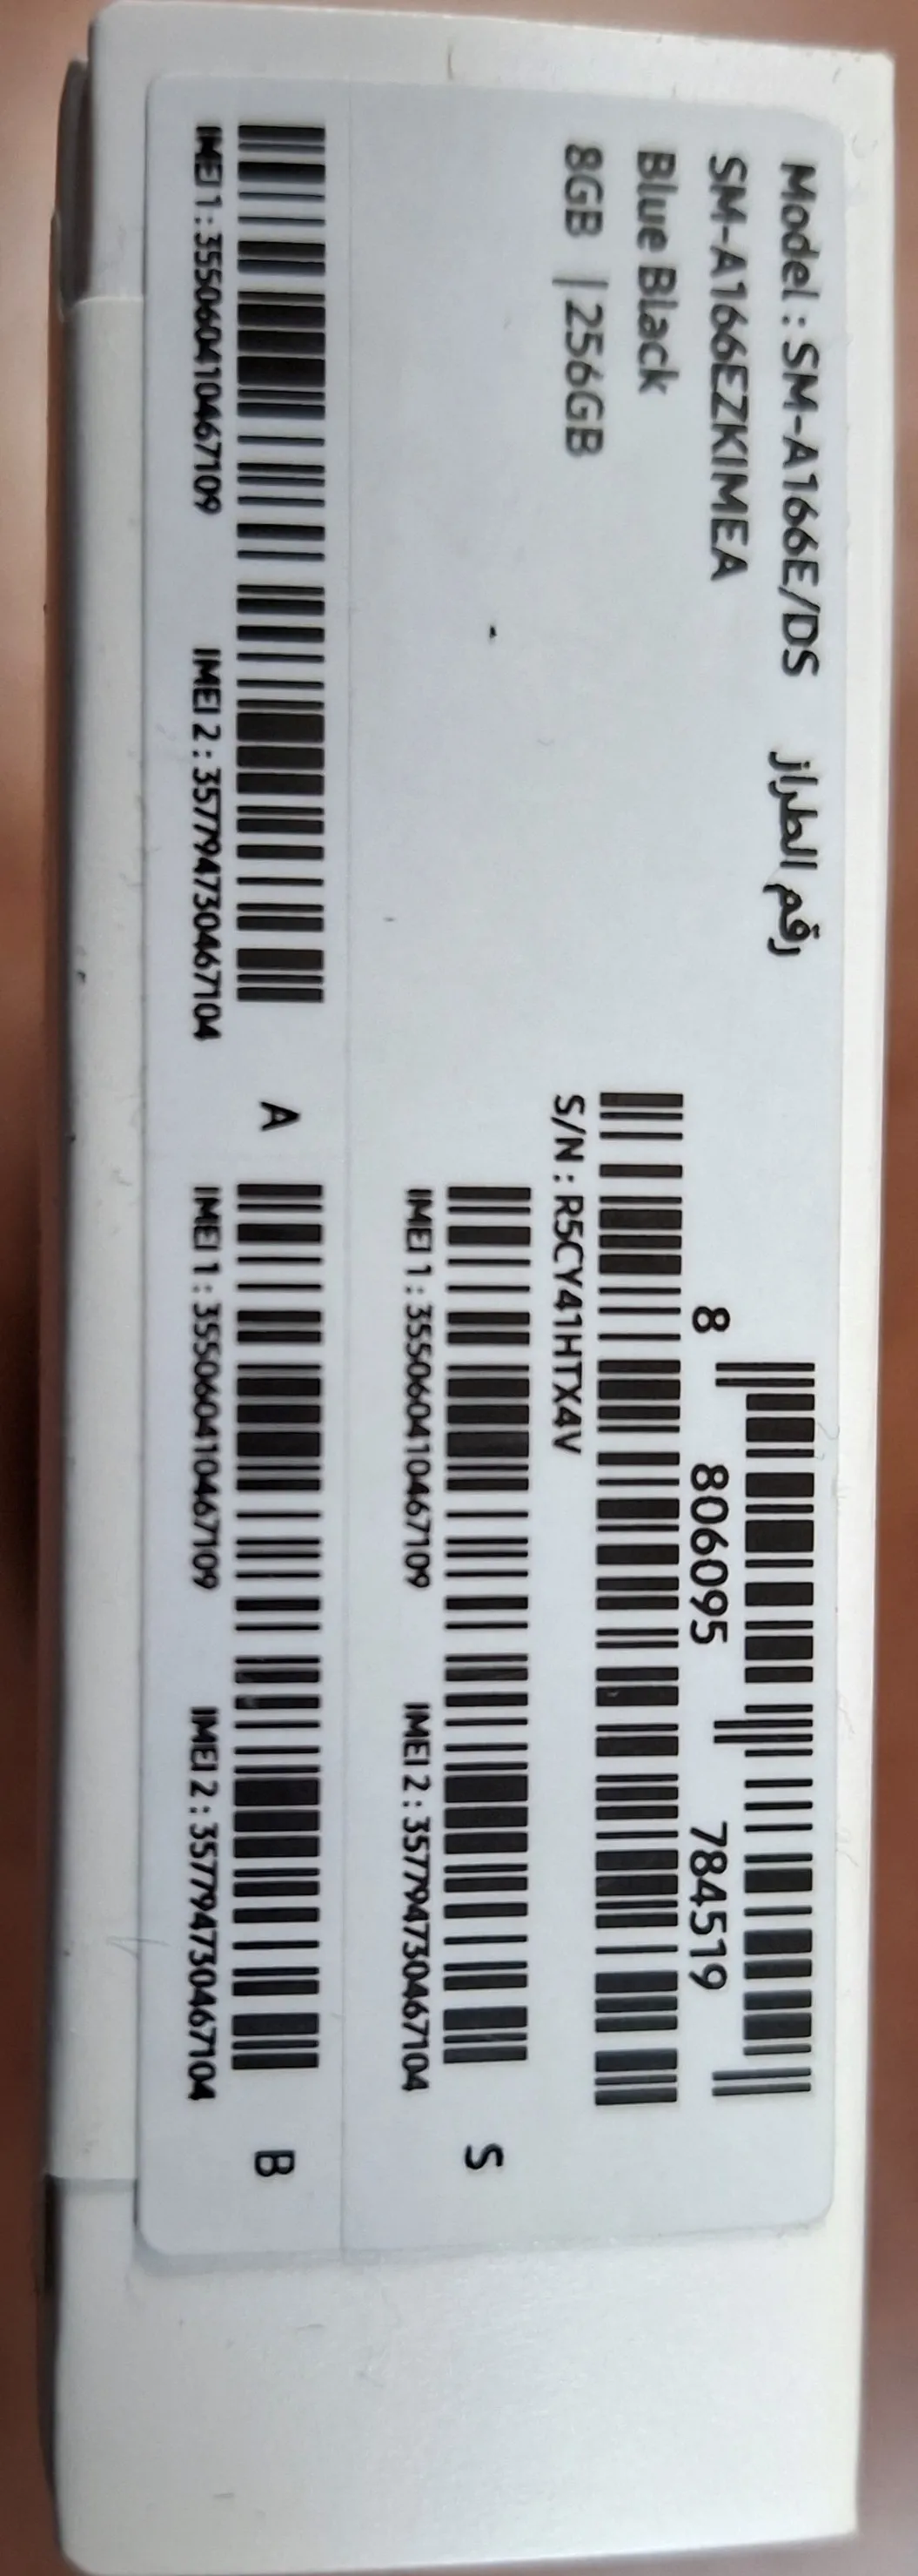 Model : SM-A166E/DS رقم الطراز
SM-A166EZKIMEA
Blue Black
8GB | 256GB
8 806095 784519
S/N : R5CY41HTX4V
IMEI 1 : 355060410467109 IMEI 2 : 357794730467104 S
IMEI 1 : 355060410467109 IMEI 2 : 357794730467104 A
IMEI 1 : 355060410467109 IMEI 2 : 357794730467104 B